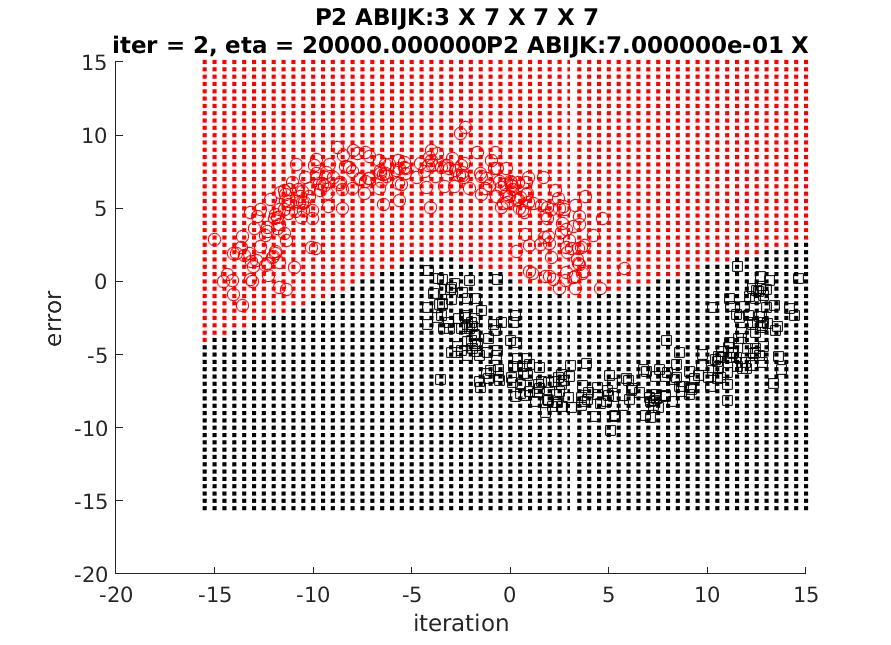 P2 ABIJK:3 X 7 X 7 X 7
iter = 2, eta = 20000.000000P2 ABIJK:7.000000e-01 X
15
10
5
0
-5
-10
-15
-20
error
-20 -15 -10 -5 0 5 10 15
iteration